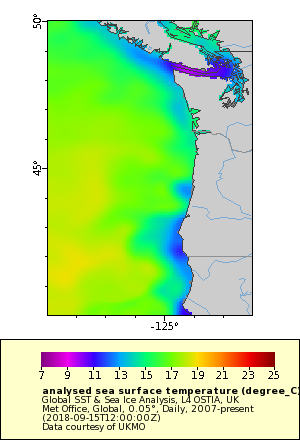 50°
45°
-125°
7 9 11 13 15 17 19 21 23 25
analysed sea surface temperature (degree_C)
Global SST & Sea Ice Analysis, L4 OSTIA, UK
Met Office, Global, 0.05°, Daily, 2007-present
(2018-09-15T12:00:00Z)
Data courtesy of UKMO